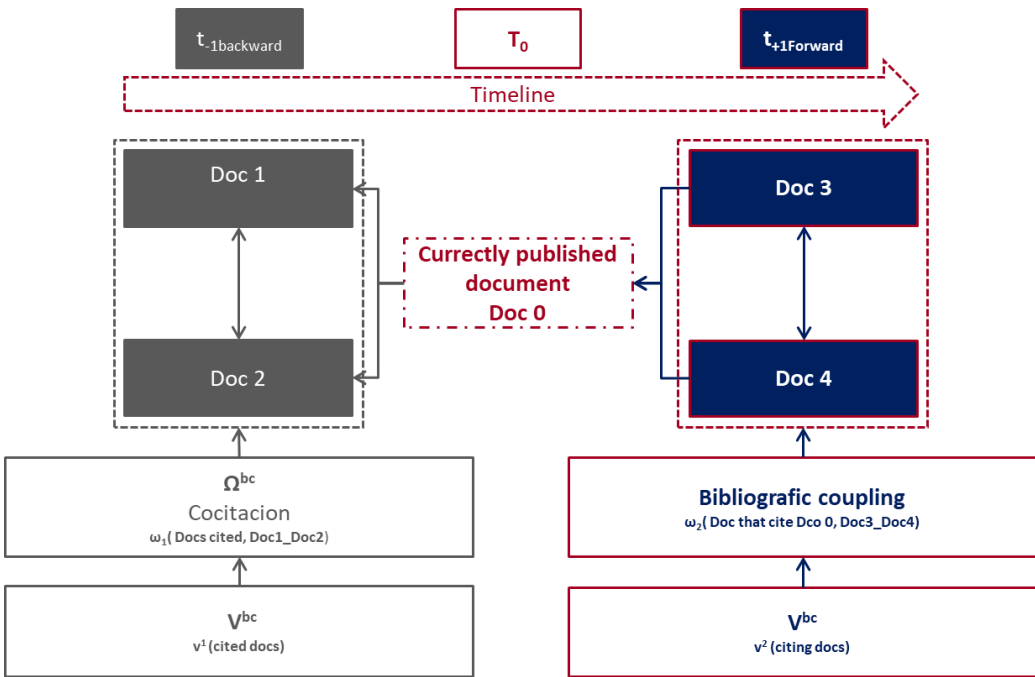 t-1backward
T0
t+1Forward
Timeline
Doc 1
Doc 3
Currectly published
document
Doc 0
Doc 2
Doc 4
Ωbc
Cocitacion
ω1( Docs cited, Doc1_Doc2)
Bibliografic coupling
ω2( Doc that cite Dco 0, Doc3_Doc4)
Vbc
v1 (cited docs)
Vbc
v2 (citing docs)